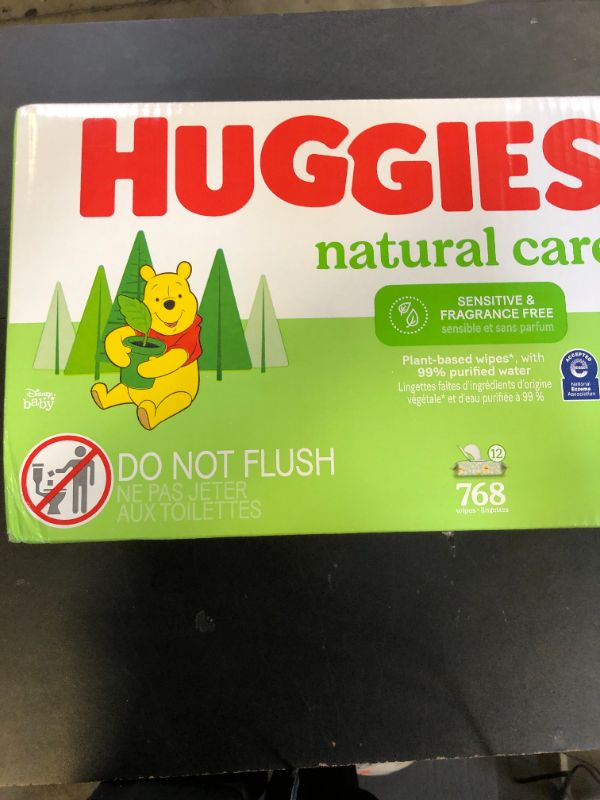 HUGGIES
natural care
SENSITIVE &
FRAGRANCE FREE
sensible et sans parfum
Plant-based wipes*, with
99% purified water
Lingettes faites d'ingrédients d'origine
végétale* et d'eau purifiée à 99 %
ACCEPTED
National
Eczema
Association
Disney
baby
DO NOT FLUSH
NE PAS JETER
AUX TOILETTES
12
768
wipes • lingettes